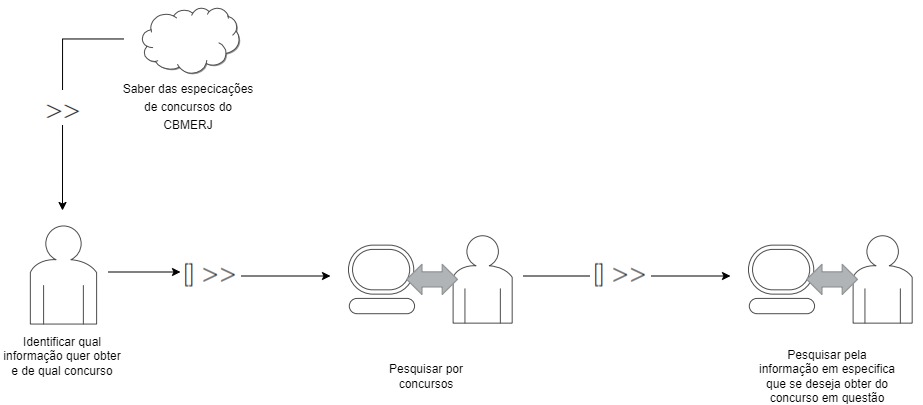 Saber das especicações
de concursos do
CBMERJ
>>
[] >>
[] >>
Identificar qual
informação quer obter
e de qual concurso
Pesquisar por
concursos
Pesquisar pela
informação em especifica
que se deseja obter do
concurso em questão